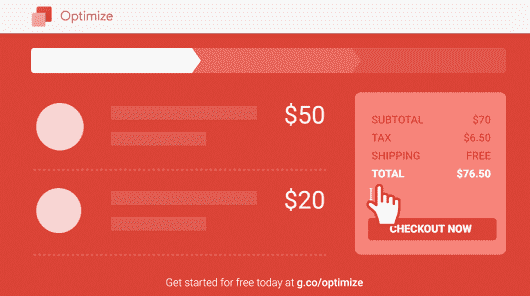 Optimize
$50
$20
SUBTOTAL $70
TAX $6.50
SHIPPING FREE
TOTAL $76.50
CHECKOUT NOW
Get started for free today at g.co/optimize